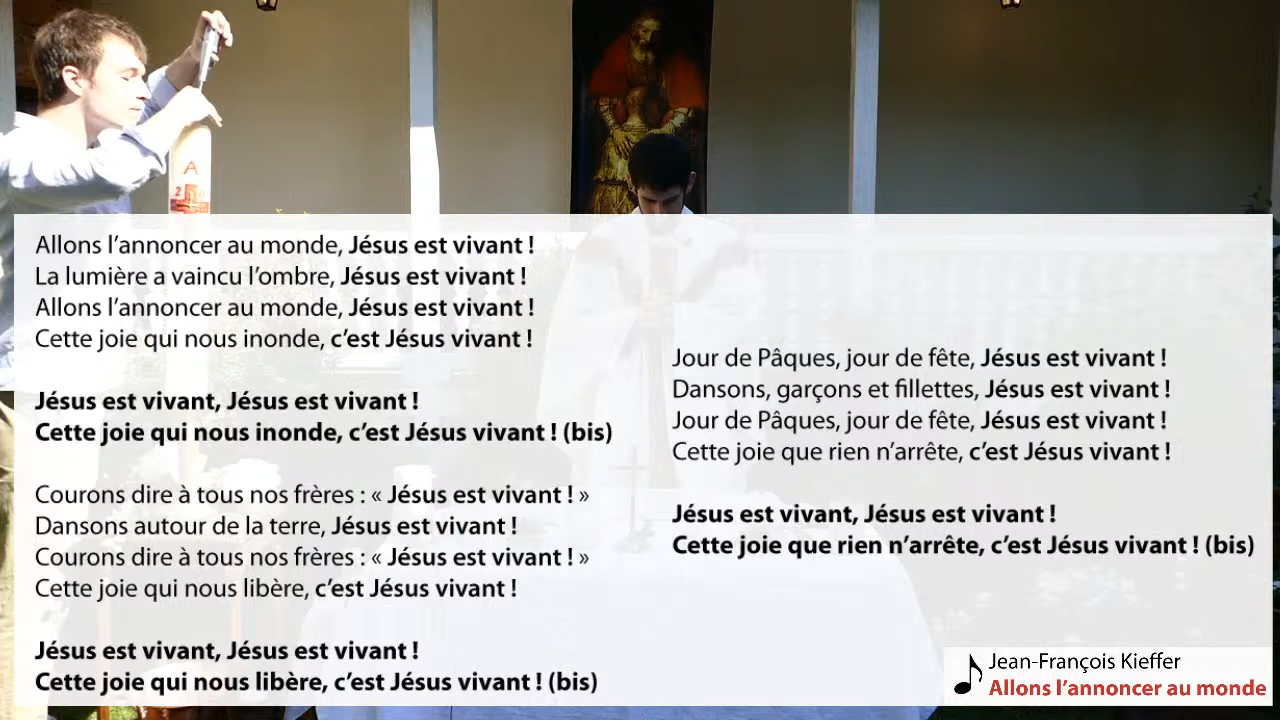 A
2
Allons l’annoncer au monde, Jésus est vivant !
La lumière a vaincu l’ombre, Jésus est vivant !
Allons l’annoncer au monde, Jésus est vivant !
Cette joie qui nous inonde, c’est Jésus vivant !
Jésus est vivant, Jésus est vivant !
Cette joie qui nous inonde, c’est Jésus vivant ! (bis)
Courons dire à tous nos frères : « Jésus est vivant ! »
Dansons autour de la terre, Jésus est vivant !
Courons dire à tous nos frères : « Jésus est vivant ! »
Cette joie qui nous libère, c’est Jésus vivant !
Jésus est vivant, Jésus est vivant !
Cette joie qui nous libère, c’est Jésus vivant ! (bis)
Jour de Pâques, jour de fête, Jésus est vivant !
Dansons, garçons et fillettes, Jésus est vivant !
Jour de Pâques, jour de fête, Jésus est vivant !
Cette joie que rien n’arrête, c’est Jésus vivant !
Jésus est vivant, Jésus est vivant !
Cette joie que rien n’arrête, c’est Jésus vivant ! (bis)
Jean-François Kieffer
Allons l’annoncer au monde